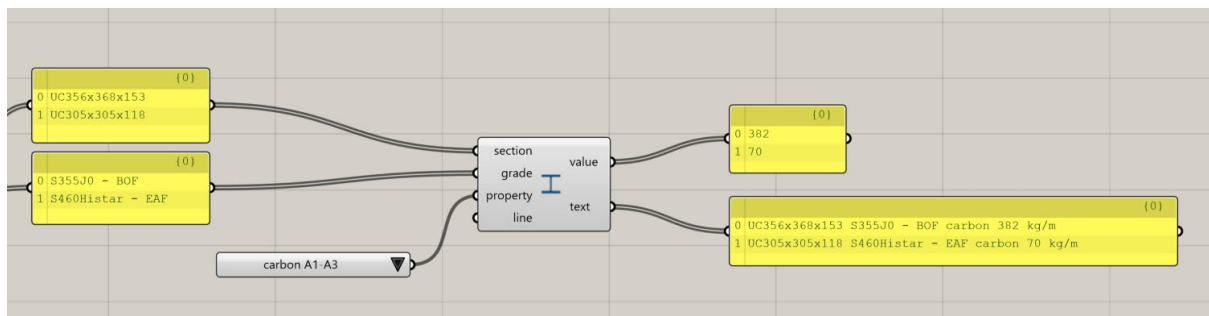 {0}
0 UC356x368x153
1 UC305x305x118
{0}
0 S355J0 - BOF
1 S460Histar - EAF
carbon A1-A3
section
grade
property
line
value
text
{0}
0 382
1 70
{0}
0 UC356x368x153 S355J0 - BOF carbon 382 kg/m
1 UC305x305x118 S460Histar - EAF carbon 70 kg/m